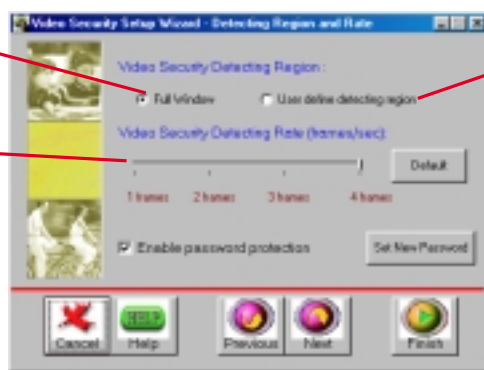 Video Security Setup Wizard - Detecting Region and Rate
Video Security Detecting Region :
Full Window
User define detecting region
Video Security Detecting Rate (frames/sec):
Default
1 frames 2 frames 3 frames 4 frames
Enable password protection
Set New Password
Cancel
HELP
Help
Previous
Next
Finish